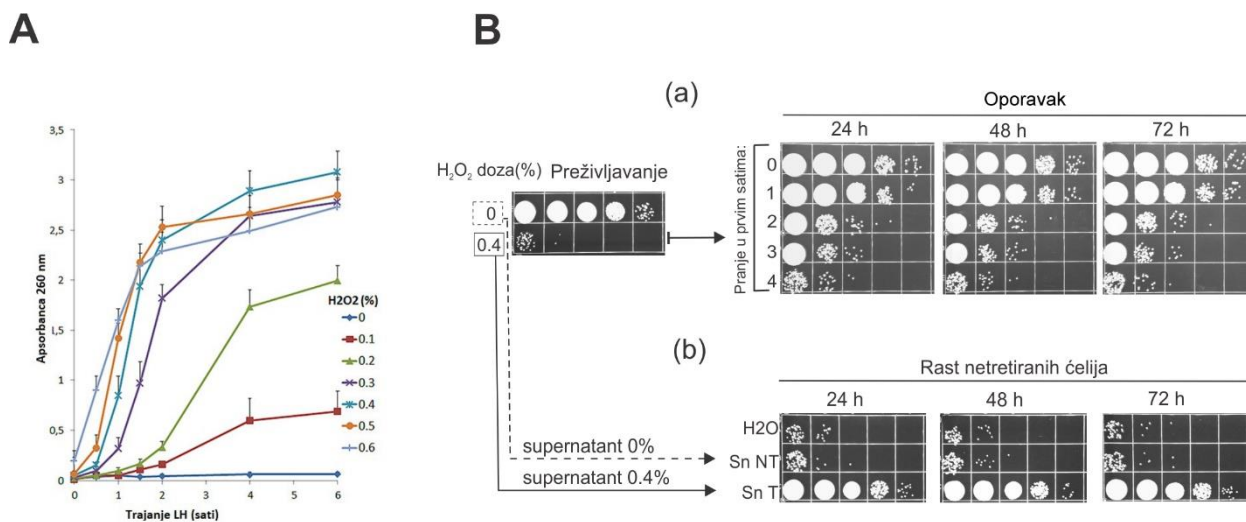 A
3,5
3
2,5
2
1,5
1
0,5
0
Apsorbanca 260 nm
0 1 2 3 4 5 6
Trajanje LH (sati)
H2O2 (%)
0
0.1
0.2
0.3
0.4
0.5
0.6
B
H₂O₂ doza(%) Preživljavanje
0
0.4
(a)
Oporavak
24 h 48 h 72 h
Pranje u prvim satima:
0
1
2
3
4
(b)
Rast netretiranih ćelija
24 h 48 h 72 h
H2O
supernatant 0% Sn NT
supernatant 0.4% Sn T